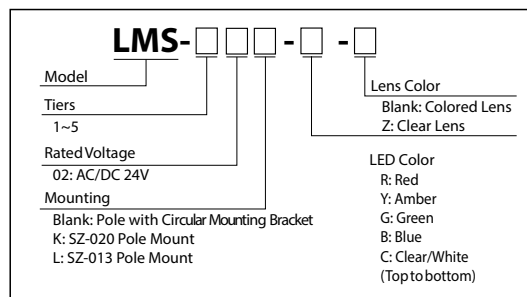 LMS-□□□-□-□
Model
Tiers
1~5
Rated Voltage
02: AC/DC 24V
Mounting
Blank: Pole with Circular Mounting Bracket
K: SZ-020 Pole Mount
L: SZ-013 Pole Mount
Lens Color
Blank: Colored Lens
Z: Clear Lens
LED Color
R: Red
Y: Amber
G: Green
B: Blue
C: Clear/White
(Top to bottom)